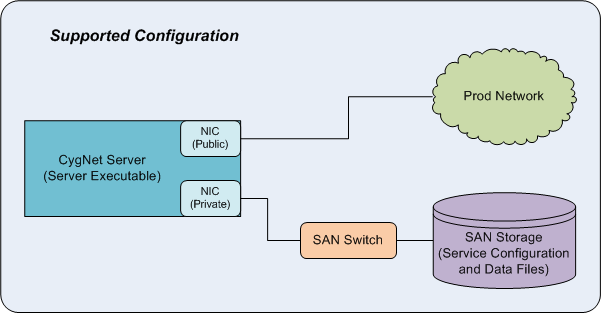 Supported Configuration
Prod Network
NIC
(Public)
CygNet Server
(Server Executable)
NIC
(Private)
SAN Switch
SAN Storage
(Service Configuration
and Data Files)